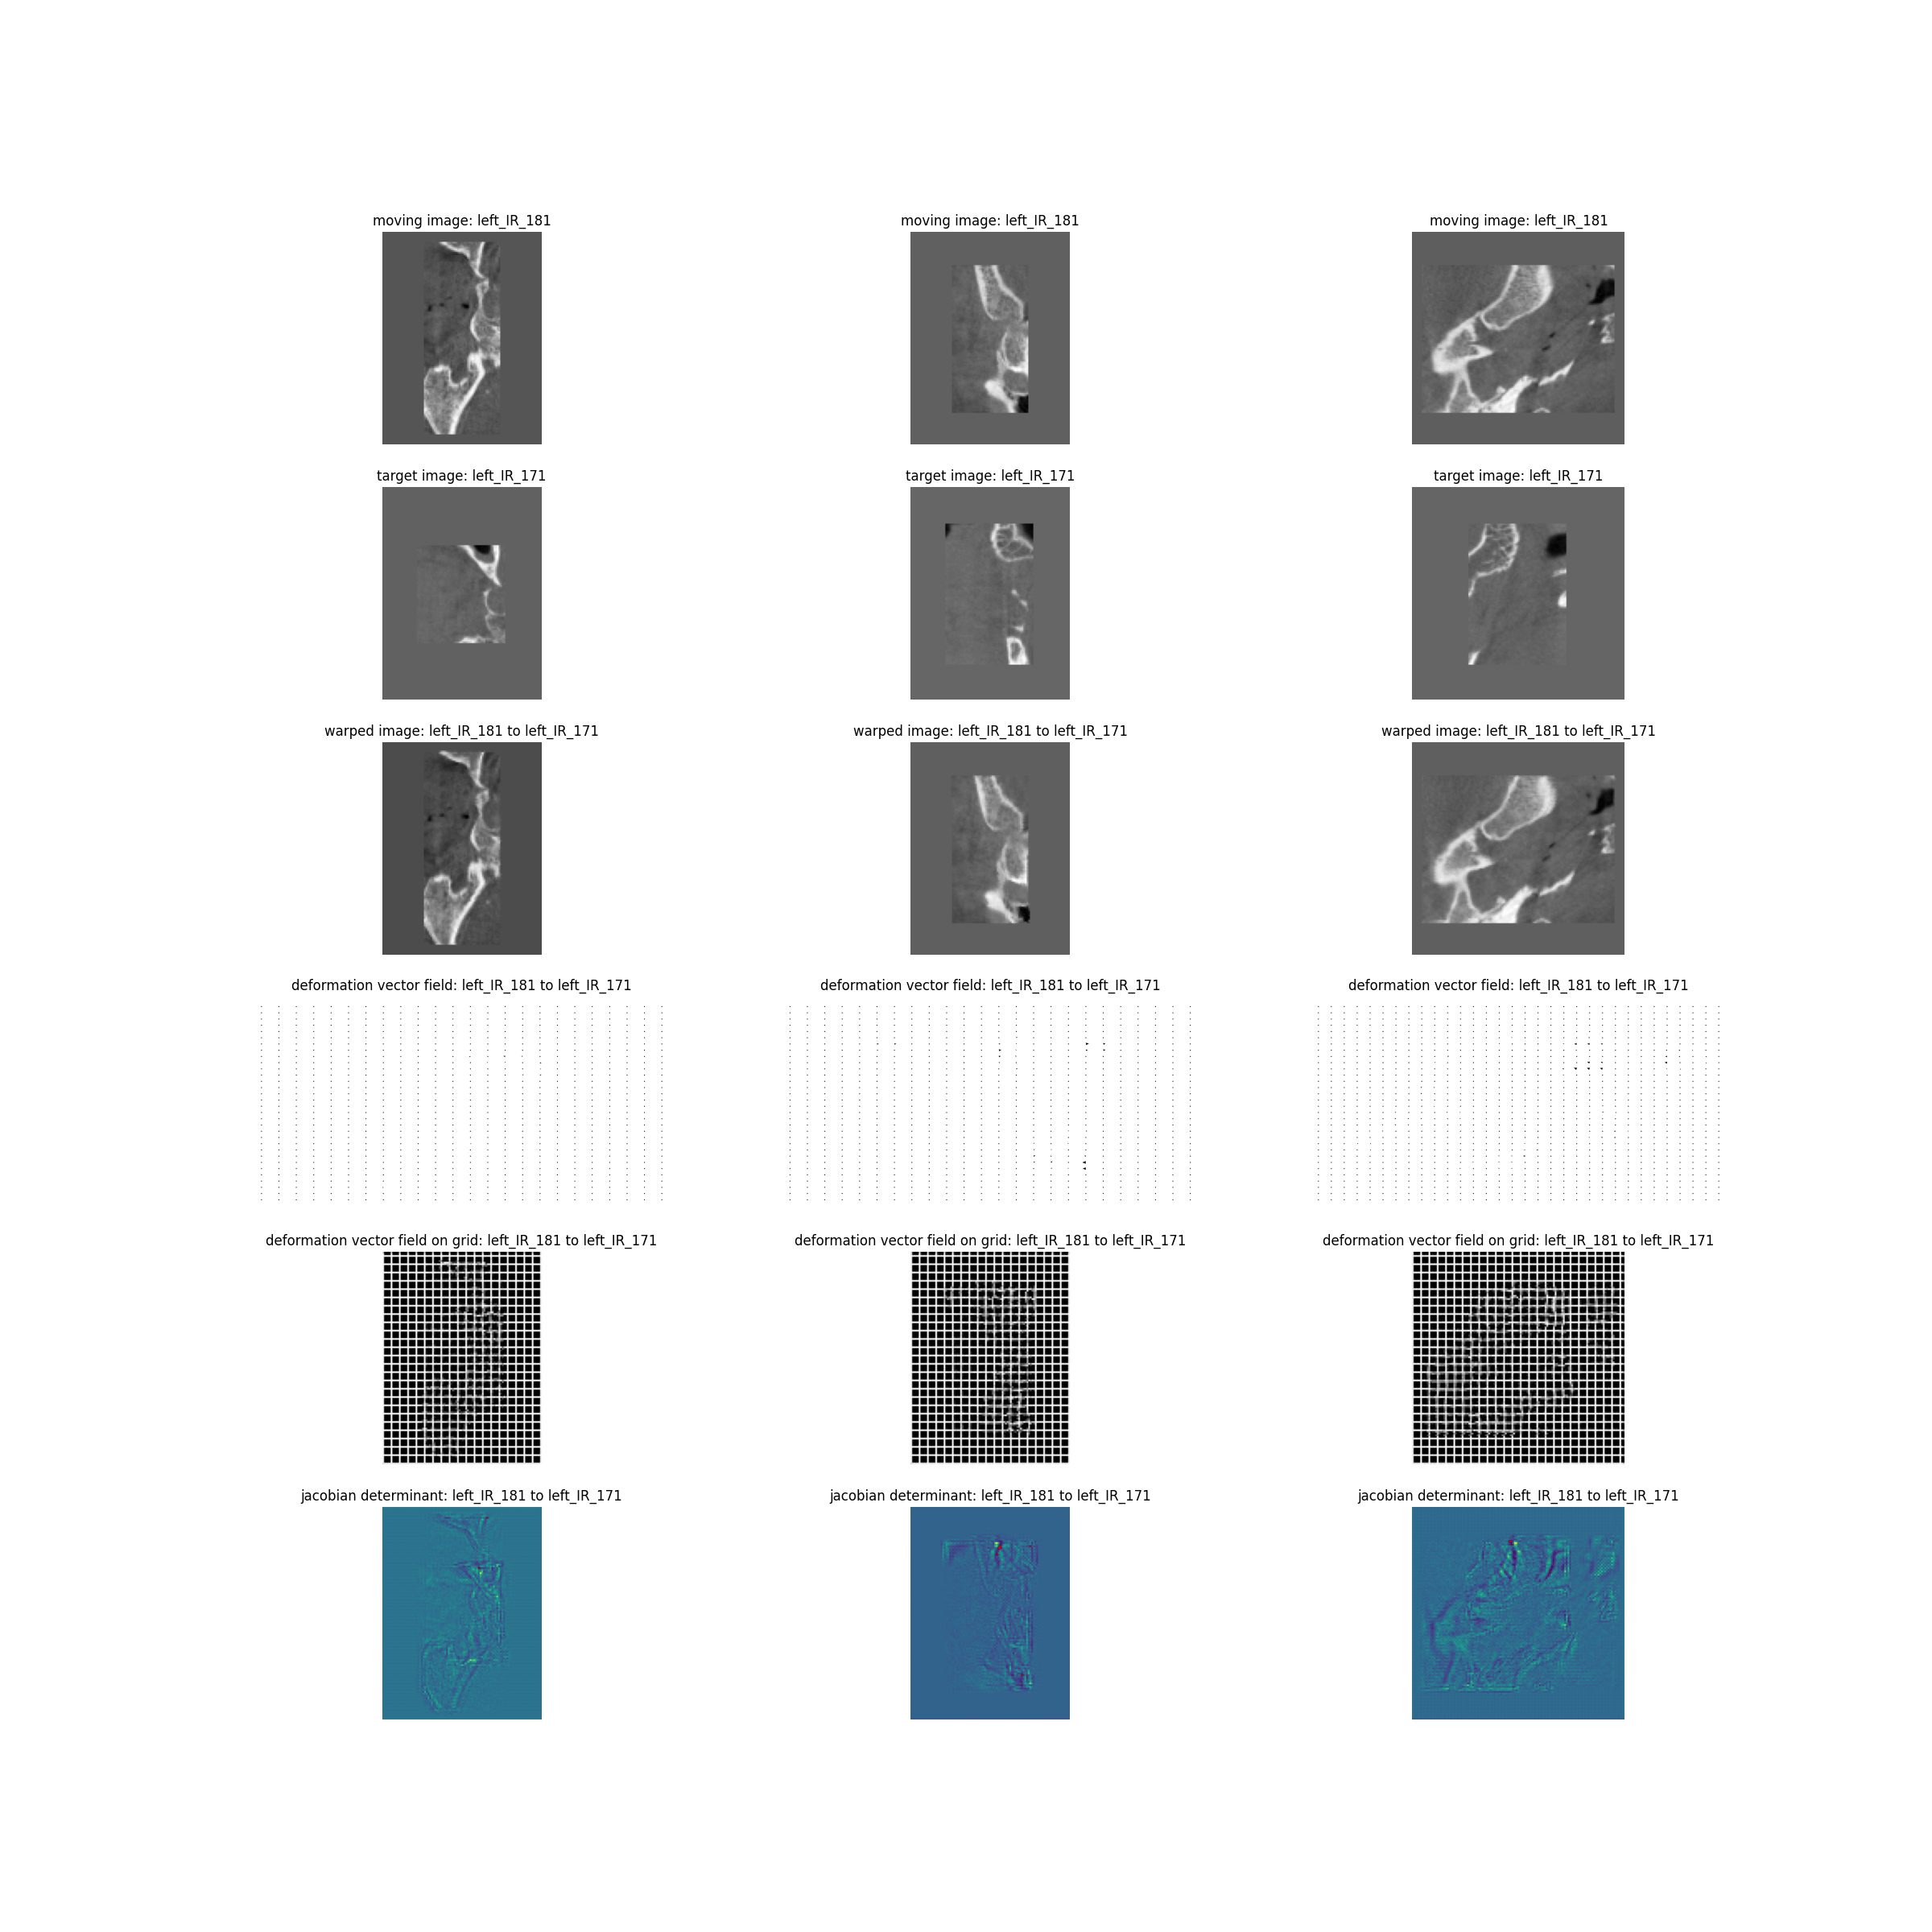 moving image: left_IR_181
moving image: left_IR_181
moving image: left_IR_181
target image: left_IR_171
target image: left_IR_171
target image: left_IR_171
warped image: left_IR_181 to left_IR_171
warped image: left_IR_181 to left_IR_171
warped image: left_IR_181 to left_IR_171
deformation vector field: left_IR_181 to left_IR_171
deformation vector field: left_IR_181 to left_IR_171
deformation vector field: left_IR_181 to left_IR_171
deformation vector field on grid: left_IR_181 to left_IR_171
deformation vector field on grid: left_IR_181 to left_IR_171
deformation vector field on grid: left_IR_181 to left_IR_171
jacobian determinant: left_IR_181 to left_IR_171
jacobian determinant: left_IR_181 to left_IR_171
jacobian determinant: left_IR_181 to left_IR_171